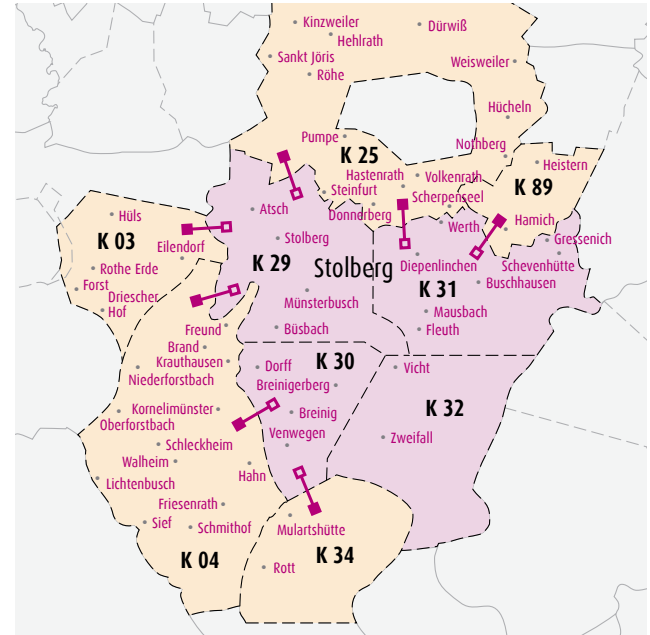 Kinzweiler
Dürwiß
Hehlrath
Sankt Jöris
Weisweiler
Röhe
Hücheln
Pumpe
Nothberg
K 25
Heistern
Hastenrath
Volkenrath
K 89
Steinfurt
Scherpenseel
Donnerberg
Atsch
Hüls
Werth
Hamich
K 03
Eilendorf
Stolberg
Gressenich
K 29
Stolberg
Diepenlinchen
Schevenhütte
Rothe Erde
K 31
Buschhausen
Forst
Driescher
Hof
Münsterbusch
Mausbach
Freund
Büsbach
Fleuth
Brand
K 30
Krauthausen
Dorff
Vicht
Niederforstbach
Breinigerberg
K 32
Kornelimünster
Oberforstbach
Breinig
Schleckheim
Venwegen
Zweifall
Walheim
Hahn
Lichtenbusch
Friesenrath
Sief
Schmithof
Mulartshütte
K 04
K 34
Rott